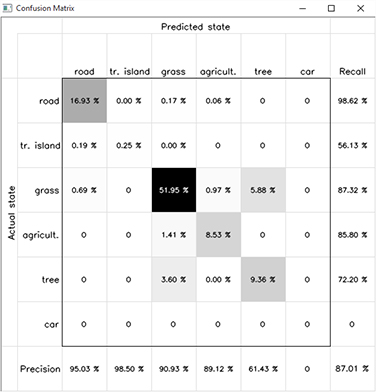 Confusion Matrix
Predicted state
road tr. island grass agricult. tree car Recall
road 16.93 % 0.00 % 0.17 % 0.06 % 0 0 98.62 %
tr. island 0.19 % 0.25 % 0.00 % 0 0 0 56.13 %
grass 0.69 % 0 51.95 % 0.97 % 5.88 % 0 87.32 %
Actual state
agricult. 0 0 1.41 % 8.53 % 0 0 85.80 %
tree 0 0 3.60 % 0.00 % 9.36 % 0 72.20 %
car 0 0 0 0 0 0 0
Precision 95.03 % 98.50 % 90.93 % 89.12 % 61.43 % 0 87.01 %